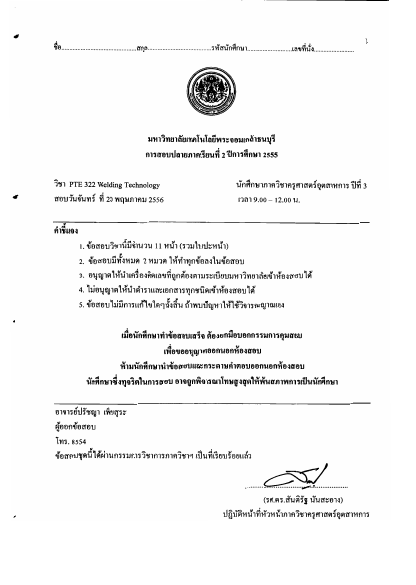 ชื่อ..........................สกุล......................รหัสนักศึกษา...................เลขที่นั่ง.................
1
มหาวิทยาลัยเทคโนโลยีพระจอมเกล้าธนบุรี
การสอบปลายภาคเรียนที่ 2 ปีการศึกษา 2555
วิชา PTE 322 Welding Technology นักศึกษาภาควิชาครุศาสตร์อุตสาหการ ปีที่ 3
สอบวันจันทร์ ที่ 20 พฤษภาคม 2556 เวลา 9.00 – 12.00 น.
คำชี้แจง
1. ข้อสอบวิชานี้มีจำนวน 11 หน้า (รวมใบปะหน้า)
2. ข้อสอบมีทั้งหมด 2 หมวด ให้ทำทุกข้อลงในข้อสอบ
3. อนุญาตให้นำเครื่องคิดเลขที่ถูกต้องตามระเบียบมหาวิทยาลัยเข้าห้องสอบได้
4. ไม่อนุญาตให้นำตำราและเอกสารทุกชนิดเข้าห้องสอบได้
5. ข้อสอบไม่มีการแก้ไขใดๆทั้งสิ้น ถ้าพบปัญหาให้ใช้วิจารณญาณเอง
เมื่อนักศึกษาทำข้อสอบเสร็จ ต้องยกมือบอกกรรมการคุมสอบ
เพื่อขออนุญาตออกนอกห้องสอบ
ห้ามนักศึกษานำข้อสอบและกระดาษคำตอบออกนอกห้องสอบ
นักศึกษาซึ่งทุจริตในการสอบ อาจถูกพิจารณาโทษสูงสุดให้พ้นสภาพการเป็นนักศึกษา
อาจารย์ปรัชญา เพียสุระ
ผู้ออกข้อสอบ
โทร. 8554
ข้อสอบชุดนี้ได้ผ่านกรรมการวิชาการภาควิชาฯ เป็นที่เรียบร้อยแล้ว
(รศ.ดร.สันติรัฐ นันสะอาง)
ปฏิบัติหน้าที่หัวหน้าภาควิชาครุศาสตร์อุตสาหการ